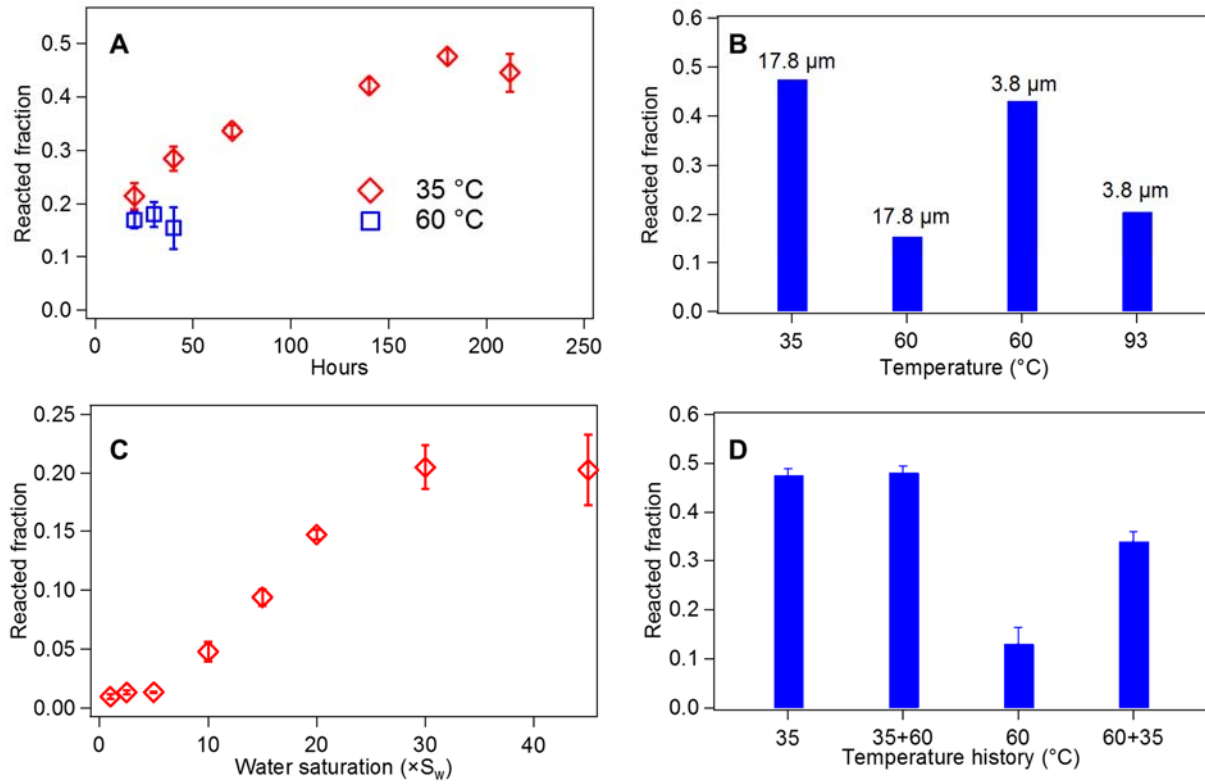 A
Reacted fraction
0.5
0.4
0.3
0.2
0.1
0.0
35 °C
60 °C
0 50 100 150 200 250
Hours
B
Reacted fraction
0.6
0.5
0.4
0.3
0.2
0.1
0.0
17.8 µm
17.8 µm
3.8 µm
3.8 µm
35 60 60 93
Temperature (°C)
C
Reacted fraction
0.25
0.20
0.15
0.10
0.05
0.00
0 10 20 30 40
Water saturation (×Sw)
D
Reacted fraction
0.6
0.5
0.4
0.3
0.2
0.1
0.0
35 35+60 60 60+35
Temperature history (°C)